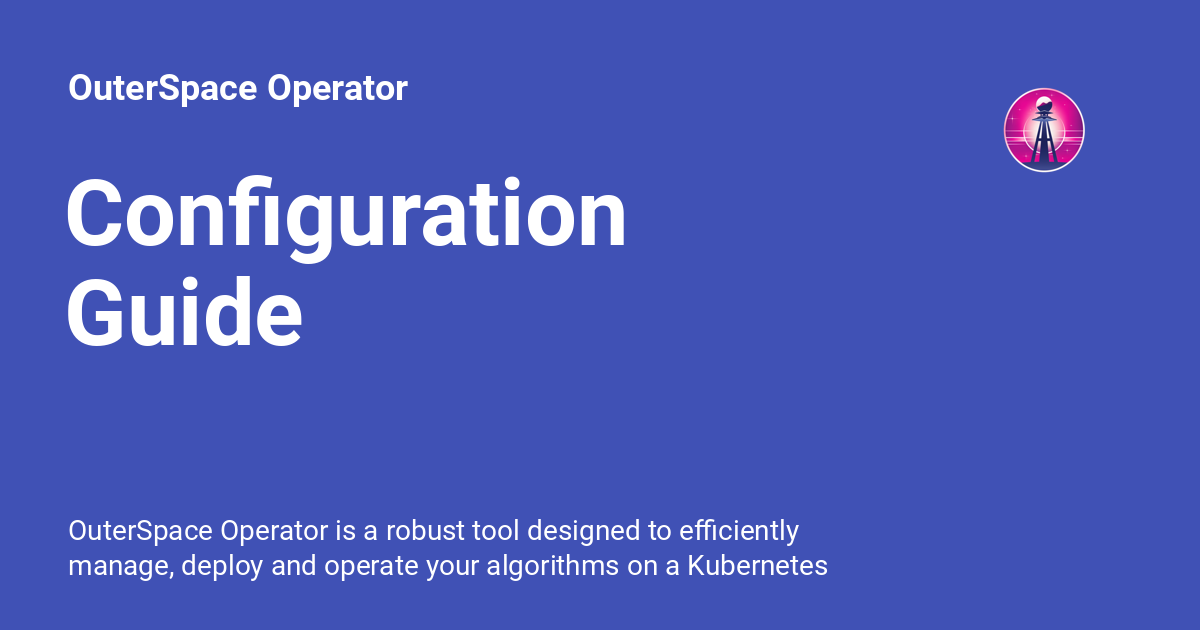 OuterSpace Operator
Configuration
Guide
OuterSpace Operator is a robust tool designed to efficiently
manage, deploy and operate your algorithms on a Kubernetes